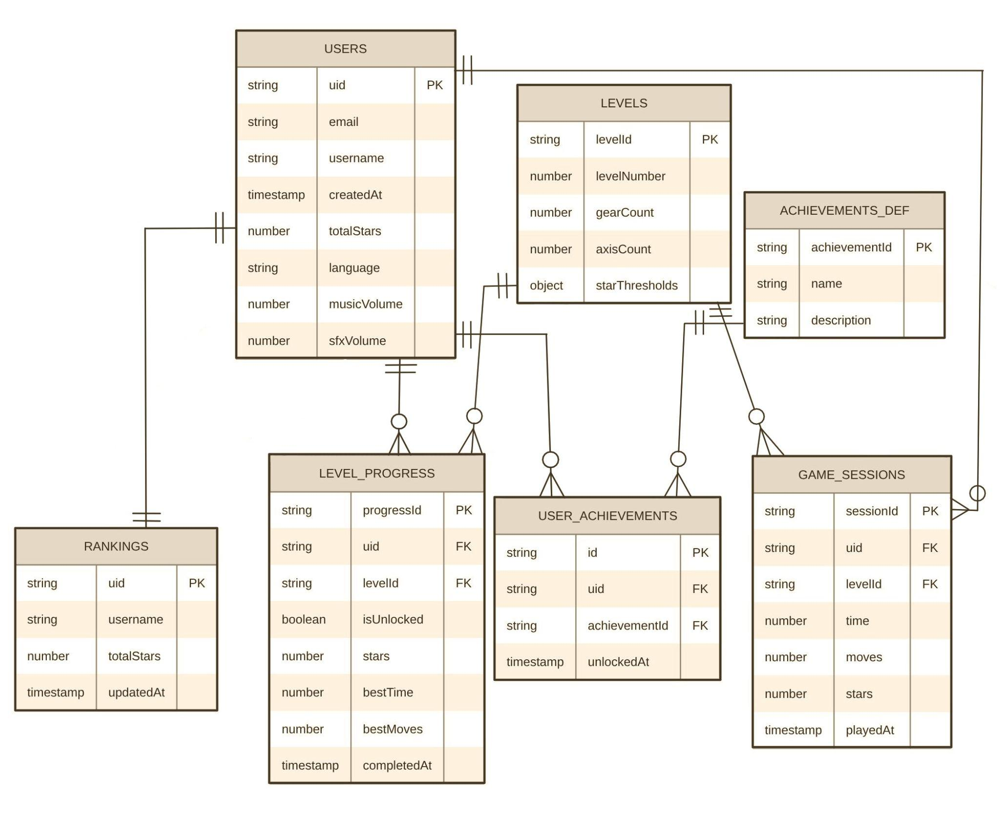 USERS
string uid PK
string email
string username
timestamp createdAt
number totalStars
string language
number musicVolume
number sfxVolume
LEVELS
string levelId PK
number levelNumber
number gearCount
number axisCount
object starThresholds
ACHIEVEMENTS_DEF
string achievementId PK
string name
string description
RANKINGS
string uid PK
string username
number totalStars
timestamp updatedAt
LEVEL_PROGRESS
string progressId PK
string uid FK
string levelId FK
boolean isUnlocked
number stars
number bestTime
number bestMoves
timestamp completedAt
USER_ACHIEVEMENTS
string id PK
string uid FK
string achievementId FK
timestamp unlockedAt
GAME_SESSIONS
string sessionId PK
string uid FK
string levelId FK
number time
number moves
number stars
timestamp playedAt